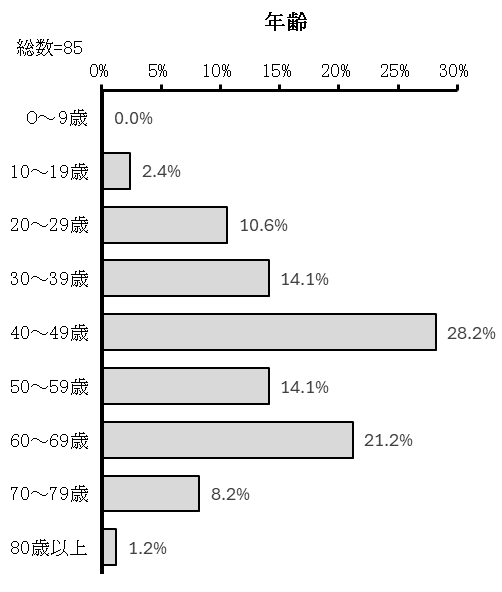 年齢
総数=85
0% 5% 10% 15% 20% 25% 30%
0～9歳 0.0%
10～19歳 2.4%
20～29歳 10.6%
30～39歳 14.1%
40～49歳 28.2%
50～59歳 14.1%
60～69歳 21.2%
70～79歳 8.2%
80歳以上 1.2%